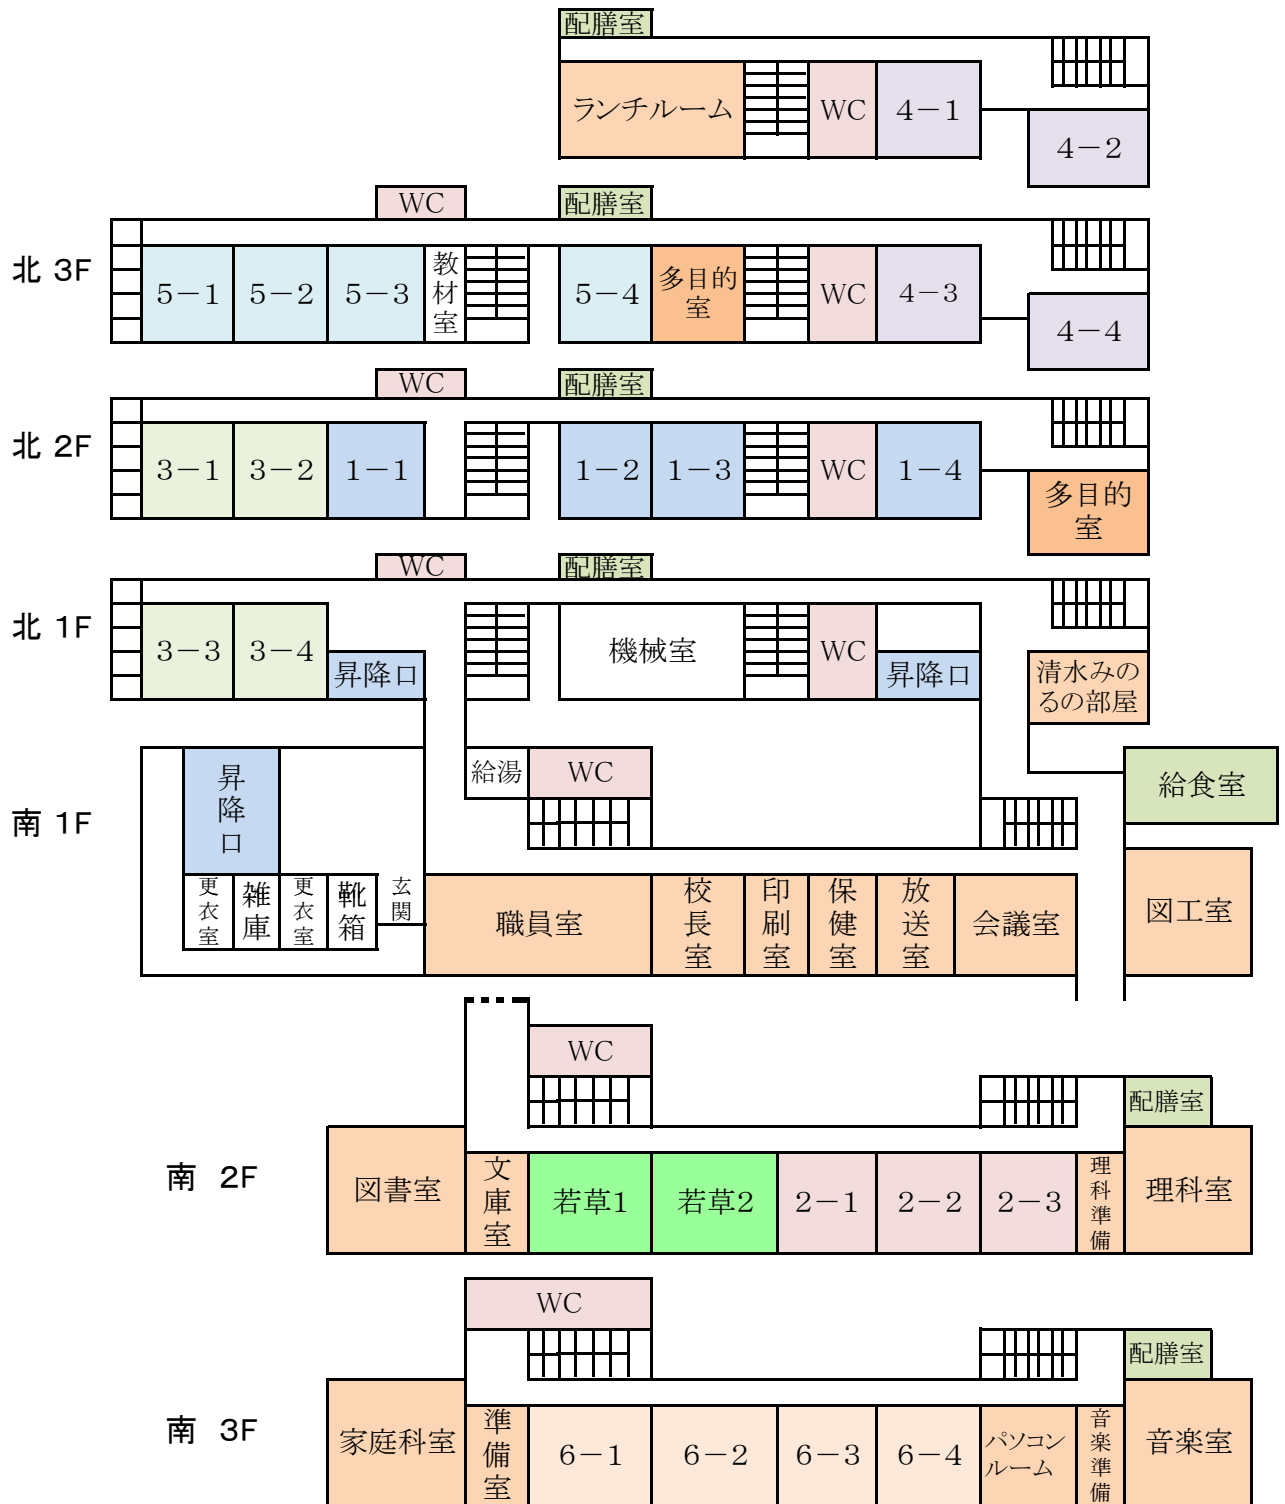 配膳室
ランチルーム
WC
4－1
4－2
WC
配膳室
北 3F
5－1
5－2
5－3
教
材
室
5－4
多目的
室
WC
4－3
4－4
WC
配膳室
北 2F
3－1
3－2
1－1
1－2
1－3
WC
1－4
多目的
室
WC
配膳室
北 1F
3－3
3－4
昇降口
機械室
WC
昇降口
清水みの
るの部屋
南 1F
昇
降
口
給湯
WC
給食室
更
衣
室
雑
庫
更
衣
室
靴
箱
玄
関
職員室
校
長
室
印
刷
室
保
健
室
放
送
室
会議室
図工室
WC
配膳室
南 2F
図書室
文
庫
室
若草1
若草2
2－1
2－2
2－3
理
科
準
備
理科室
WC
配膳室
南 3F
家庭科室
準
備
室
6－1
6－2
6－3
6－4
パソコン
ルーム
音
楽
準
備
音楽室